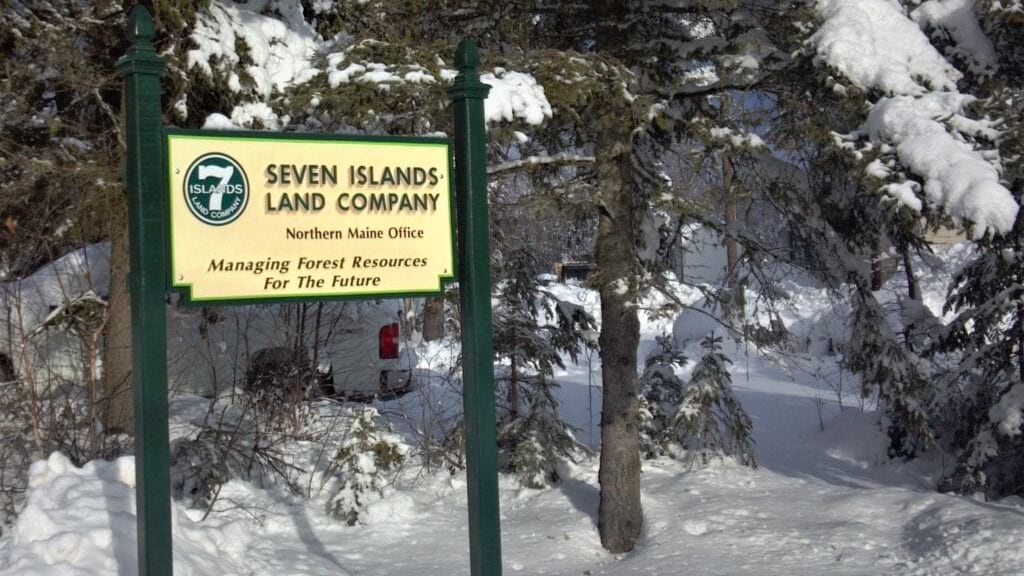 7
ISLANDS
LAND COMPANY
SEVEN ISLANDS
LAND COMPANY
Northern Maine Office
Managing Forest Resources
For The Future